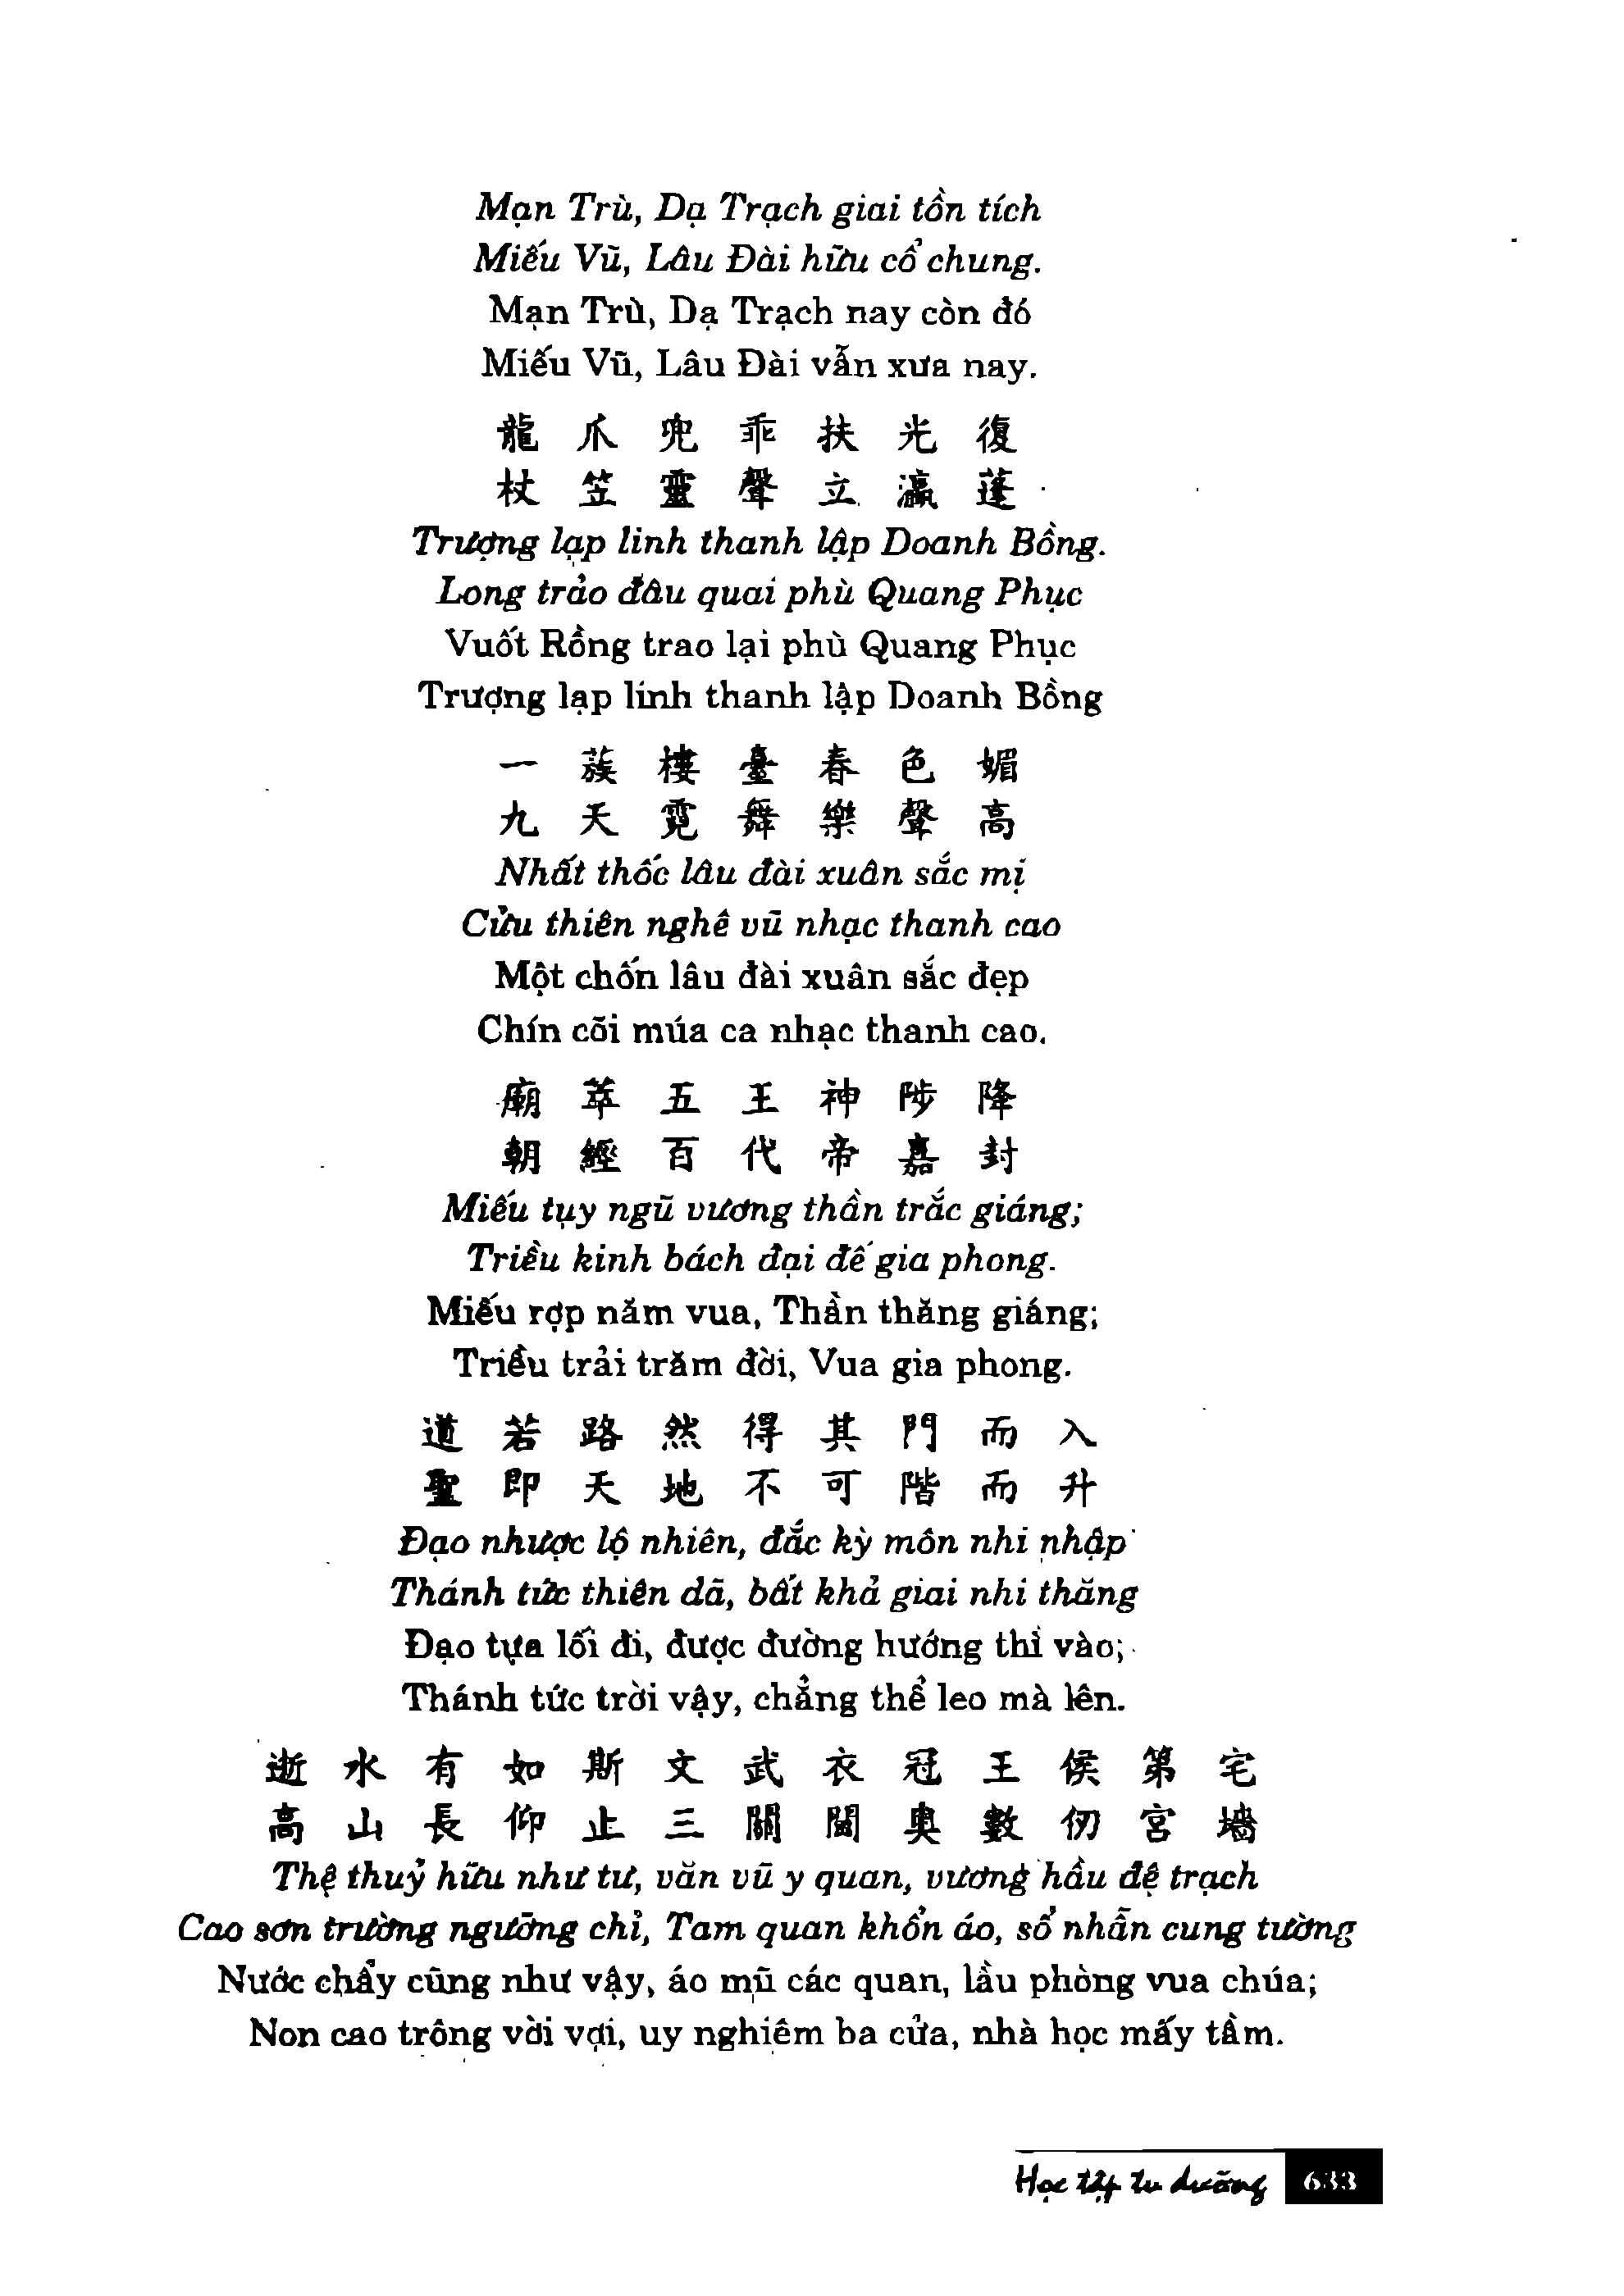 Mạn Trù, Dạ Trạch giai tồn tích
Miếu Vũ, Lâu Đài hữu cổ chung.
Mạn Trù, Dạ Trạch nay còn đó
Miếu Vũ, Lâu Đài vẫn xưa nay.
龍 爪 兜 乖 扶 光 復
杖 笠 靈 聲 立 瀛 蓬
Trượng lạp linh thanh lập Doanh Bồng.
Long trảo đâu quai phù Quang Phục
Vuốt Rồng trao lại phù Quang Phục
Trượng lạp linh thanh lập Doanh Bồng
一 蔟 樓 臺 春 色 媚
九 天 霓 舞 樂 聲 高
Nhất thốc lâu đài xuân sắc mị
Cửu thiên nghê vũ nhạc thanh cao
Một chốn lâu đài xuân sắc đẹp
Chín cõi múa ca nhạc thanh cao.
廟 萃 五 王 神 陟 降
朝 經 百 代 帝 嘉 封
Miếu tụy ngũ vương thần trắc giáng;
Triều kinh bách đại đế gia phong.
Miếu rợp năm vua, Thần thăng giáng;
Triều trải trăm đời, Vua gia phong.
道 若 路 然 得 其 門 而 入
聖 即 天 地 不 可 階 而 升
Đạo nhược lộ nhiên, đắc kỳ môn nhi nhập
Thánh tức thiên dã, bất khả giai nhi thăng
Đạo tựa lối đi, được đường hướng thì vào;
Thánh tức trời vậy, chẳng thể leo mà lên.
逝 水 有 如 斯 文 武 衣 冠 王 侯 第 宅
高 山 長 仰 止 三 關 閫 奥 數 仞 宮 墻
Thệ thuỷ hữu như tư, văn vũ y quan, vương hầu đệ trạch
Cao sơn trường ngưỡng chỉ, Tam quan khổn áo, sổ nhẫn cung tường
Nước chẩy cũng như vậy, áo mũ các quan, lầu phòng vua chúa;
Non cao trông vời vợi, uy nghiêm ba cửa, nhà học mấy tầm.
Học tập tu dưỡng 633